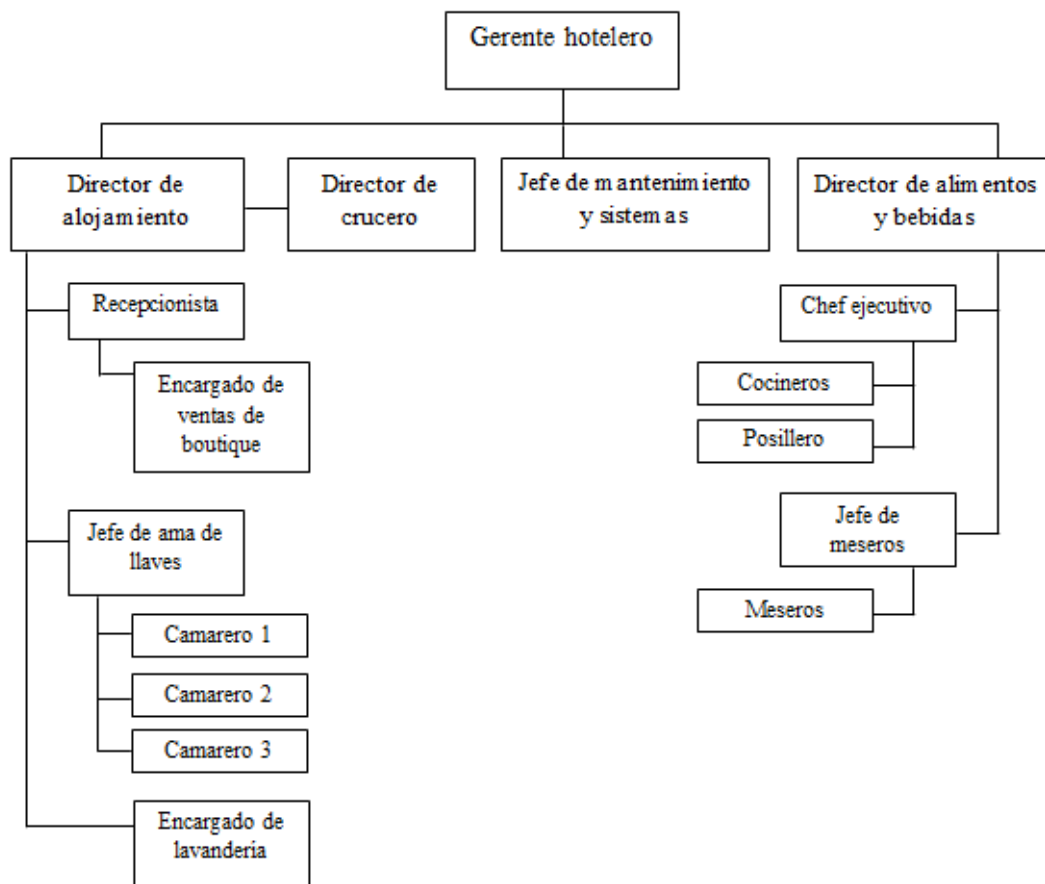 Gerente hotelero
Director de
alojamiento
Director de
crucero
Jefe de mantenimiento
y sistemas
Director de alimentos
y bebidas
Recepcionista
Encargado de
ventas de
boutique
Jefe de ama de
llaves
Camarero 1
Camarero 2
Camarero 3
Encargado de
lavanderia
Chef ejecutivo
Cocineros
Posillero
Jefe de
meseros
Meseros